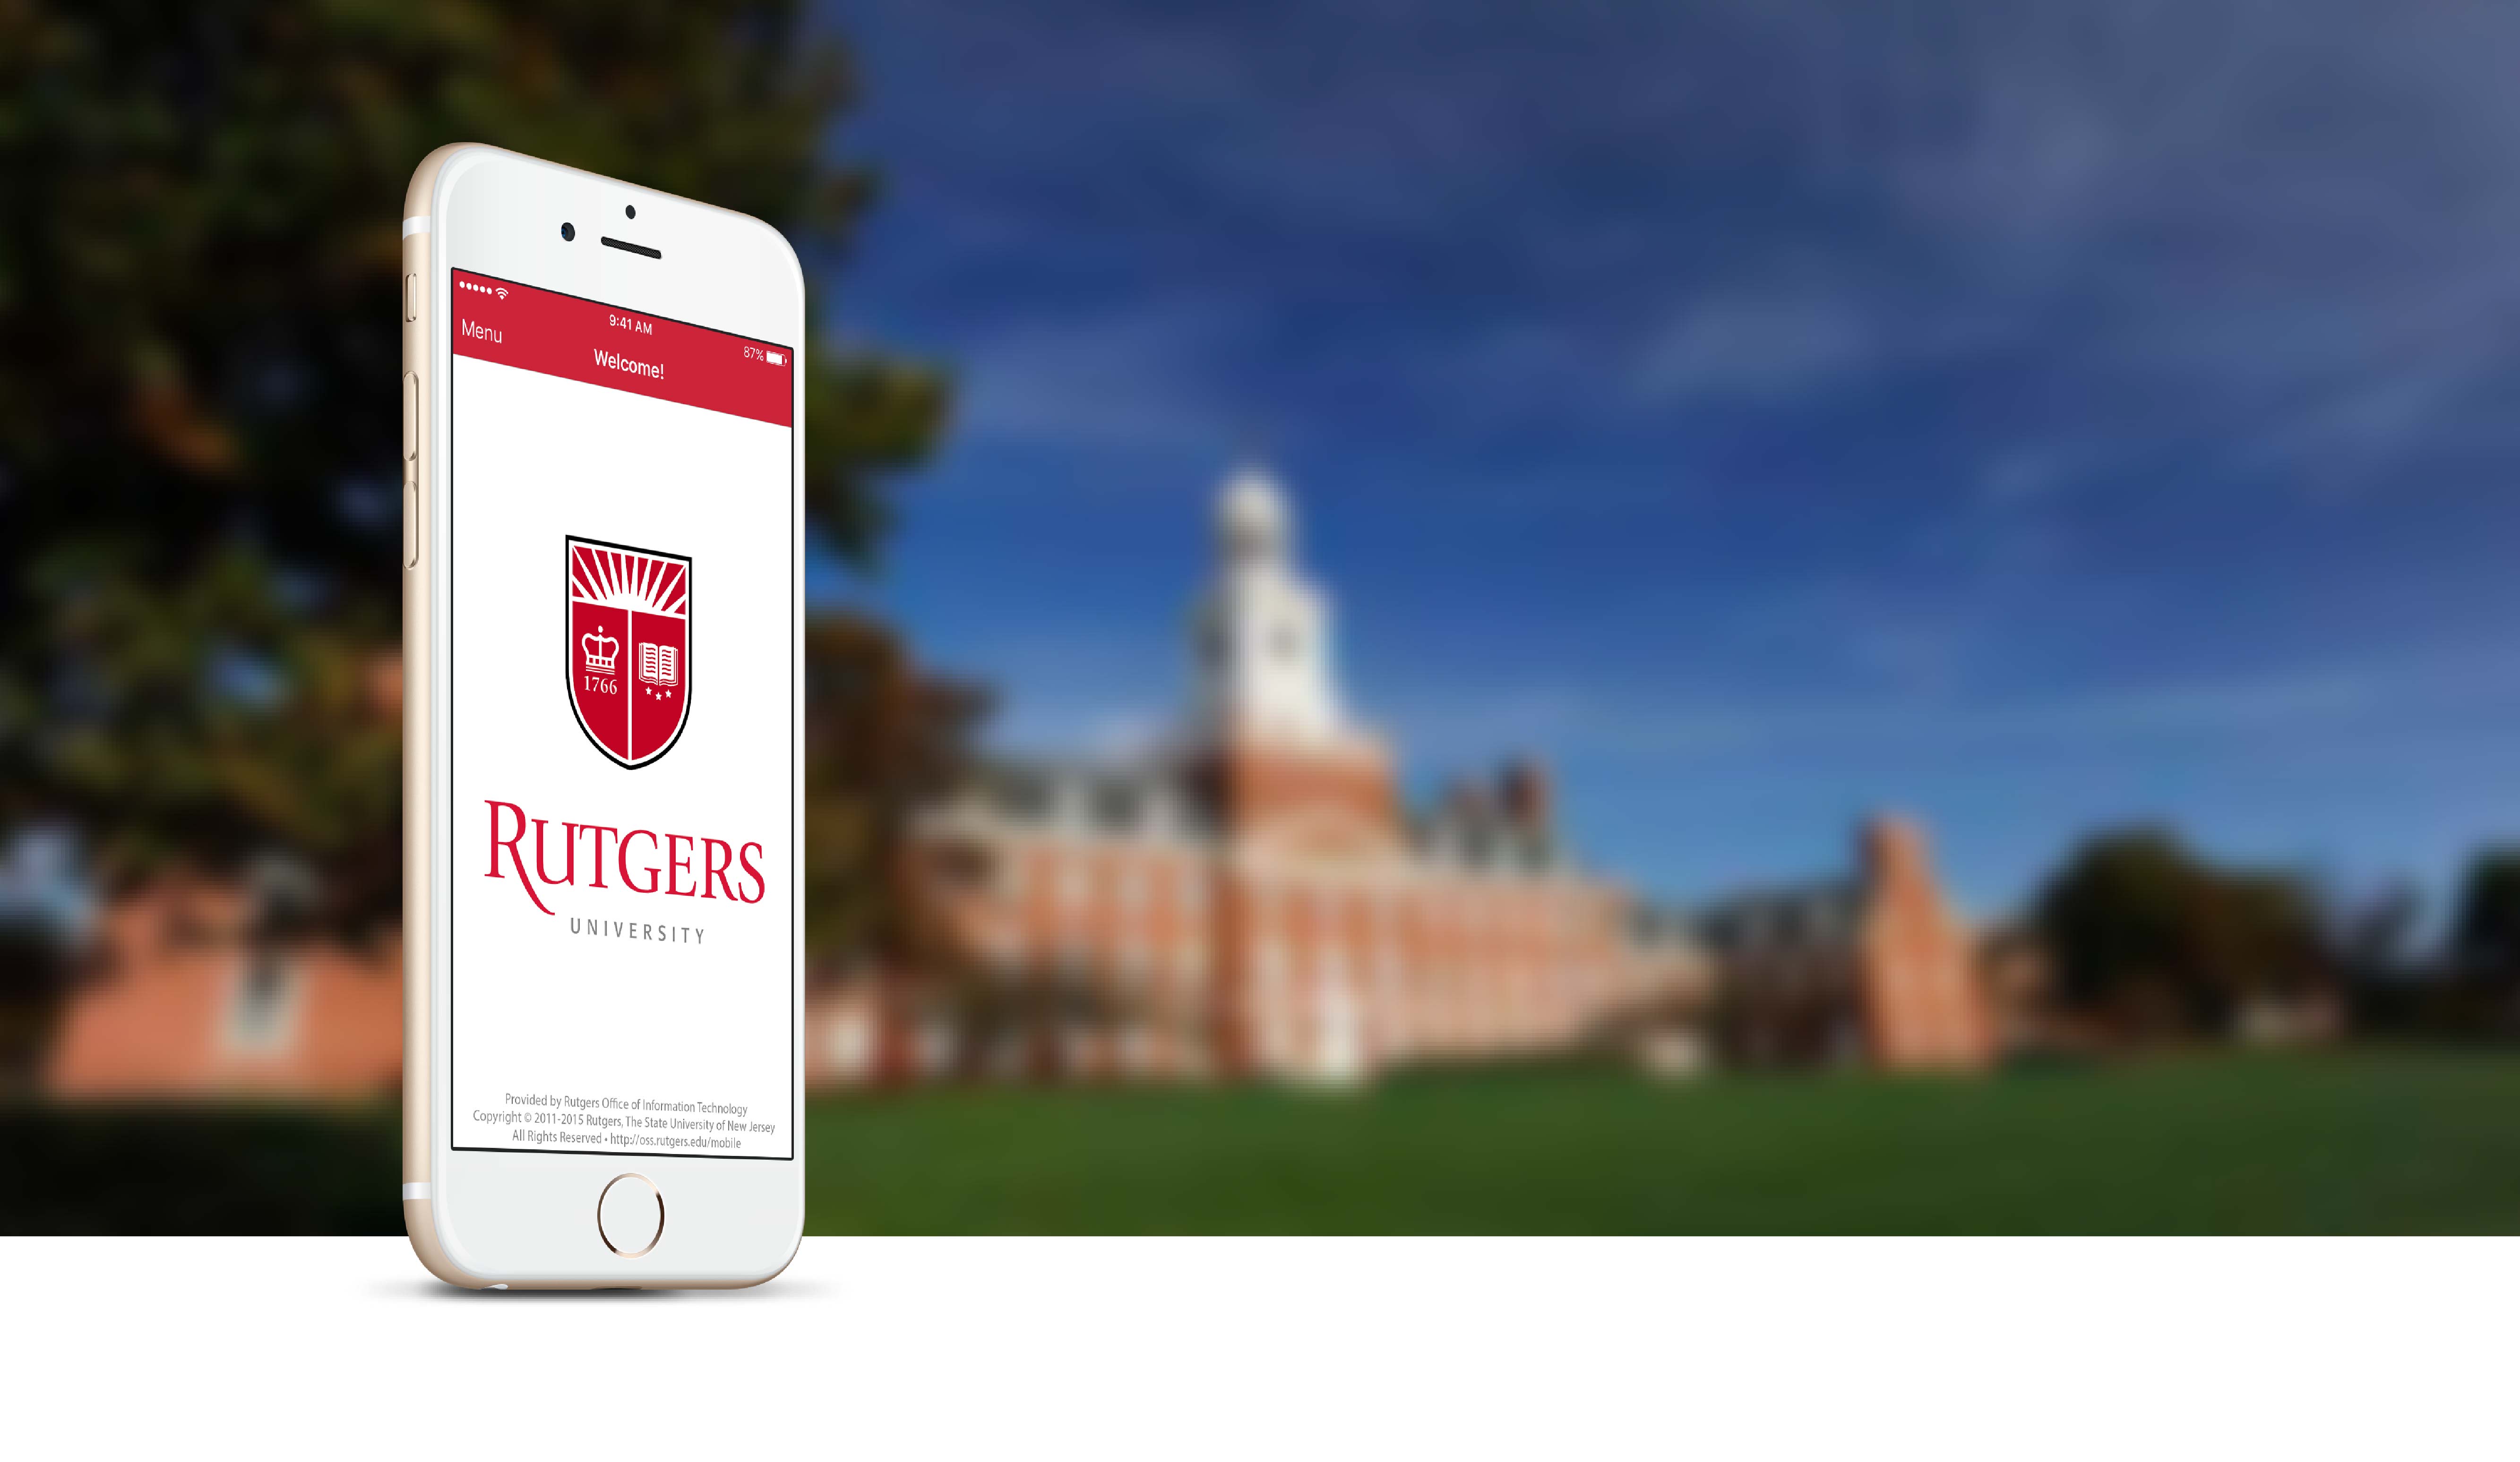 9:41 AM
87%
Menu
Welcome!
1766
RUTGERS
UNIVERSITY
Provided by Rutgers Office of Information Technology
Copyright © 2011-2015 Rutgers, The State University of New Jersey
All Rights Reserved • http://oss.rutgers.edu/mobile